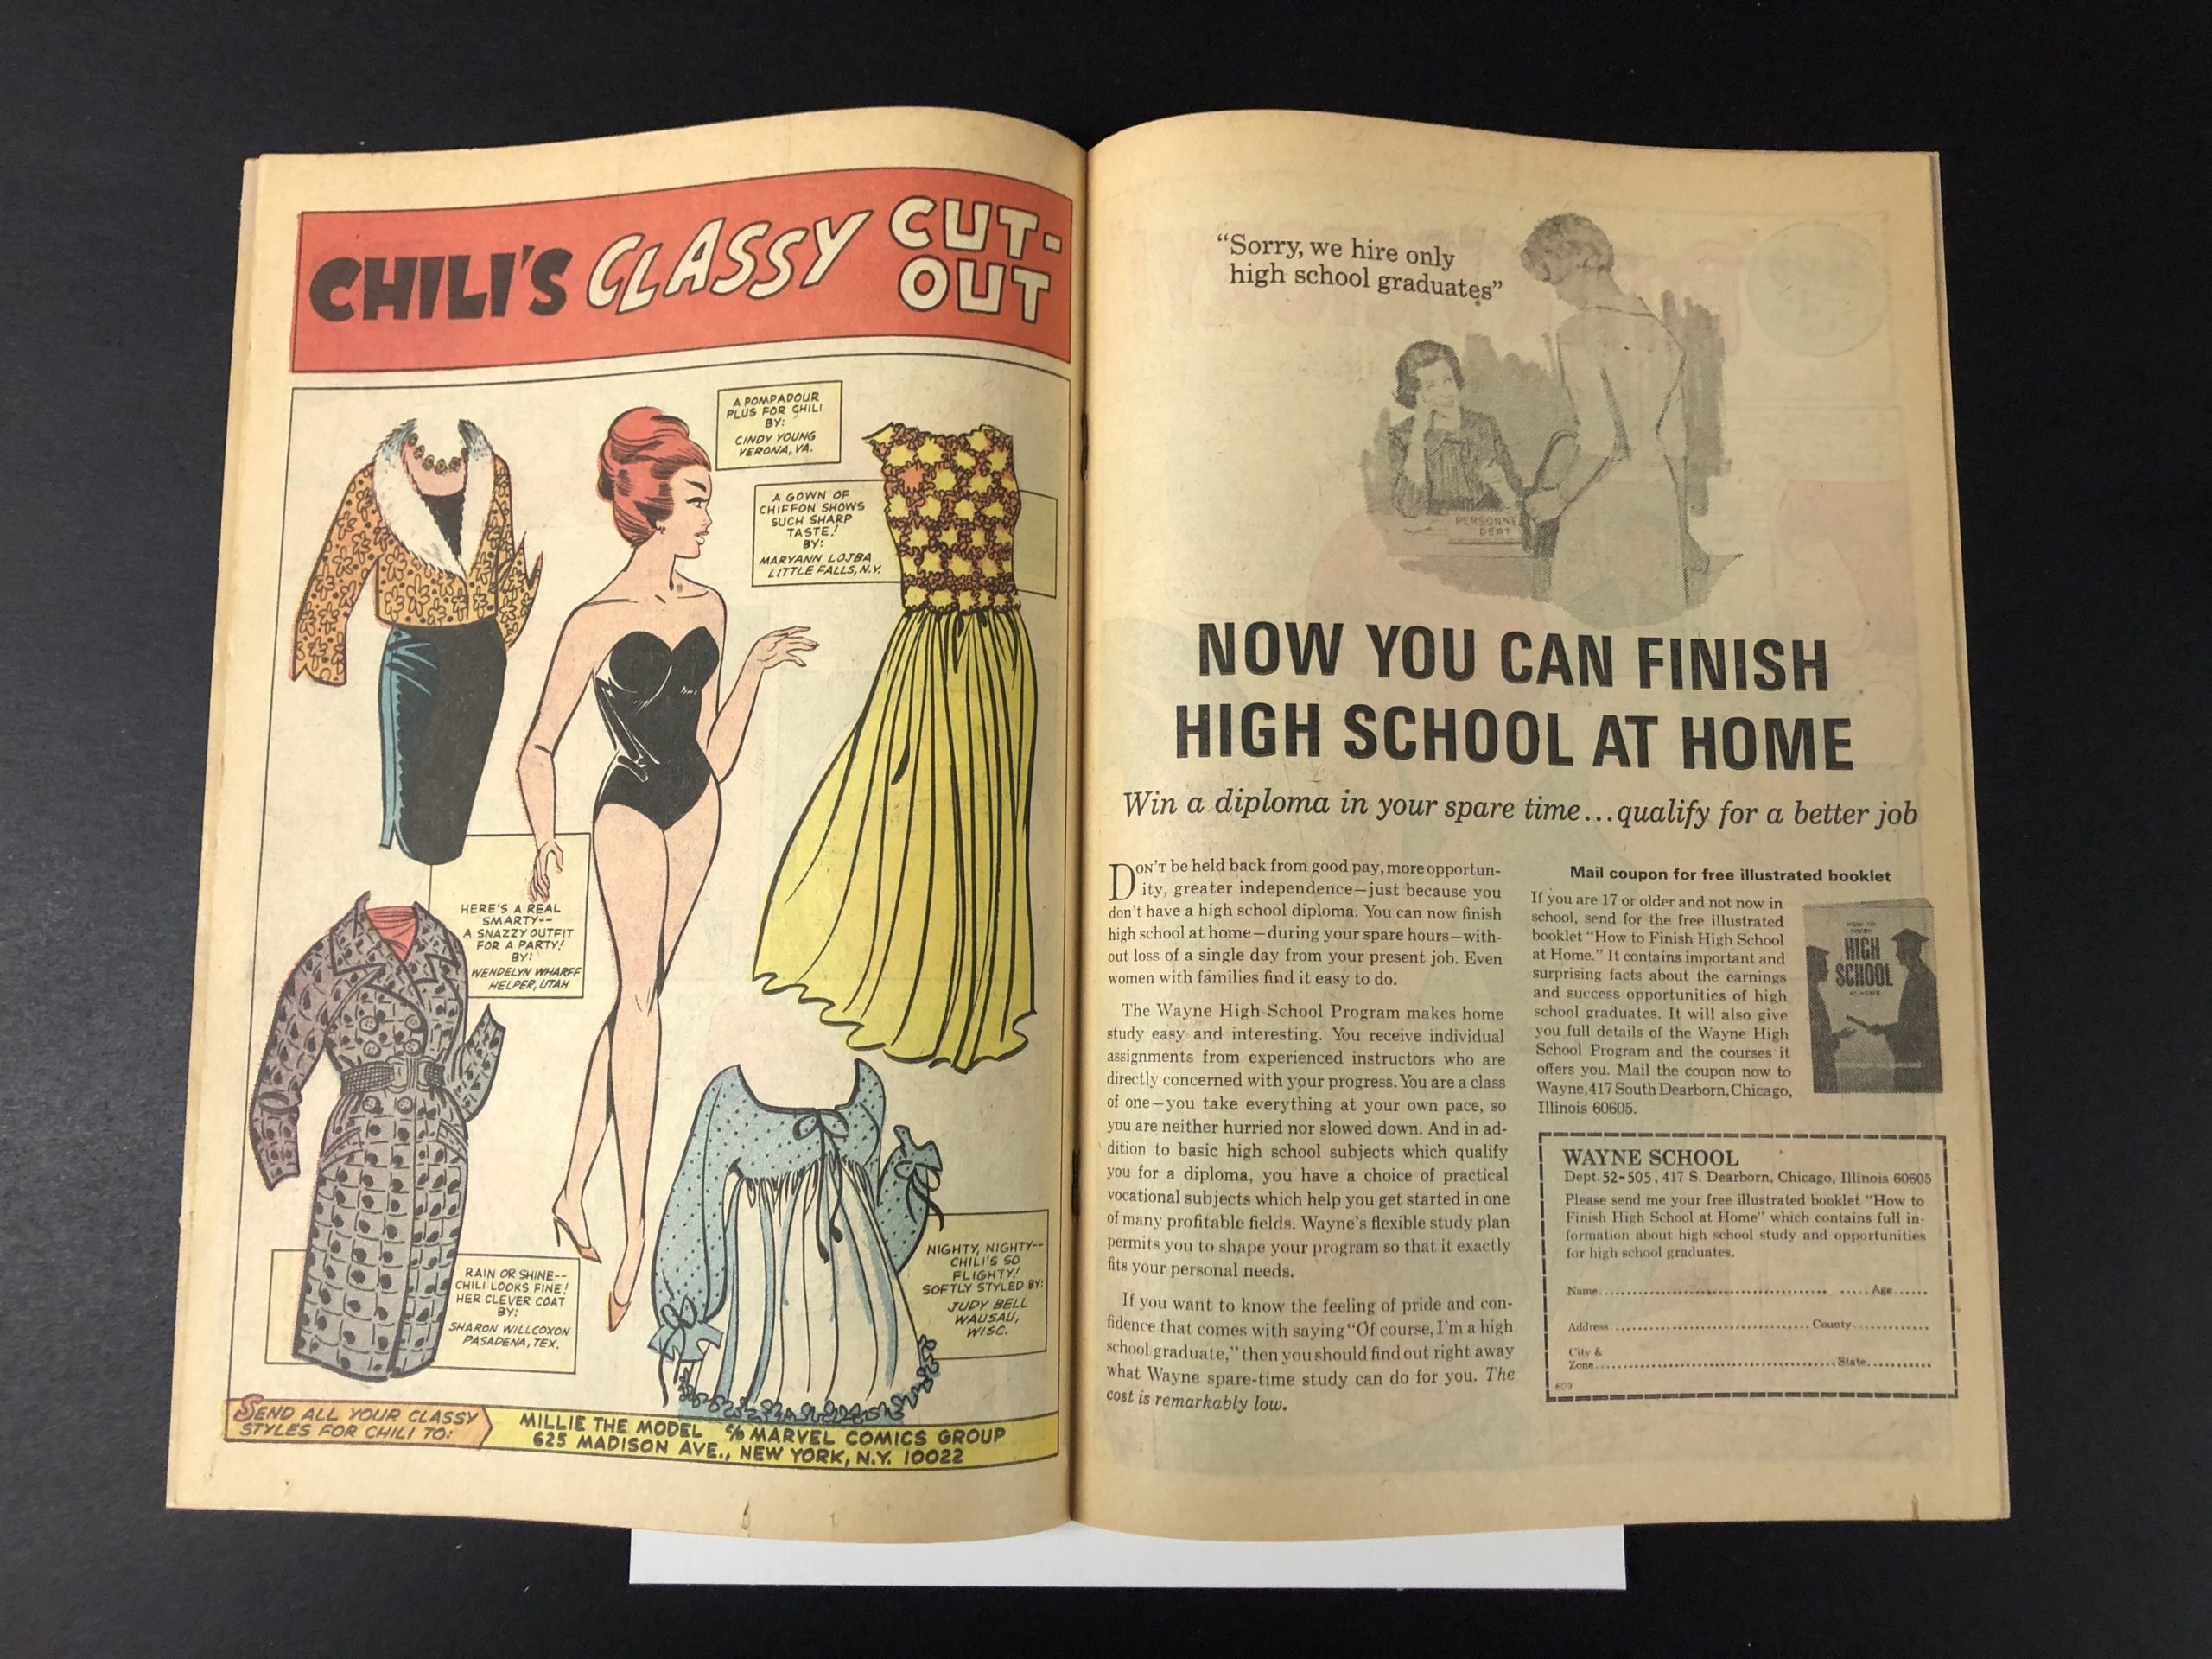 CHILI'S CLASSY CUT-
OUT
A POMPADOUR
PLUS FOR CHILI
BY:
CINDY YOUNG
VERONA, VA.
A GOWN OF
CHIFFON SHOWS
SUCH SHARP
TASTE!
BY:
MARYANN LOJBA
LITTLE FALLS, N.Y.
HERE'S A REAL
SMARTY--
A SNAZZY OUTFIT
FOR A PARTY!
BY:
WENDELYN WHARFF
HELPER, UTAH
RAIN OR SHINE--
CHILI LOOKS FINE!
HER CLEVER COAT
BY:
SHARON WILLCOXON
PASADENA, TEX.
NIGHTY, NIGHTY--
CHILI'S SO
FLIGHTY!
SOFTLY STYLED BY:
JUDY BELL
WAUSAU,
WISC.
SEND ALL YOUR CLASSY
STYLES FOR CHILI TO:
MILLIE THE MODEL c/o MARVEL COMICS GROUP
625 MADISON AVE., NEW YORK, N.Y. 10022
“Sorry, we hire only
high school graduates”
PERSONNE
DEPT
NOW YOU CAN FINISH
HIGH SCHOOL AT HOME
Win a diploma in your spare time...qualify for a better job
DON'T be held back from good pay, more opportun-
ity, greater independence—just because you
don't have a high school diploma. You can now finish
high school at home—during your spare hours—with-
out loss of a single day from your present job. Even
women with families find it easy to do.
The Wayne High School Program makes home
study easy and interesting. You receive individual
assignments from experienced instructors who are
directly concerned with your progress. You are a class
of one—you take everything at your own pace, so
you are neither hurried nor slowed down. And in ad-
dition to basic high school subjects which qualify
you for a diploma, you have a choice of practical
vocational subjects which help you get started in one
of many profitable fields. Wayne's flexible study plan
permits you to shape your program so that it exactly
fits your personal needs.
If you want to know the feeling of pride and con-
fidence that comes with saying “Of course, I'm a high
school graduate,” then you should find out right away
what Wayne spare-time study can do for you. The
cost is remarkably low.
Mail coupon for free illustrated booklet
If you are 17 or older and not now in
school, send for the free illustrated
booklet “How to Finish High School
at Home.” It contains important and
surprising facts about the earnings
and success opportunities of high
school graduates. It will also give
you full details of the Wayne High
School Program and the courses it
offers you. Mail the coupon now to
Wayne, 417 South Dearborn, Chicago,
Illinois 60605.
HOW TO
FINISH
HIGH
SCHOOL
AT HOME
WAYNE SCHOOL
Dept. 52-505, 417 S. Dearborn, Chicago, Illinois 60605
Please send me your free illustrated booklet “How to
Finish High School at Home” which contains full in-
formation about high school study and opportunities
for high school graduates.
Name.......... Age......
Address.......... County..........
City &
Zone.......... State..........
609